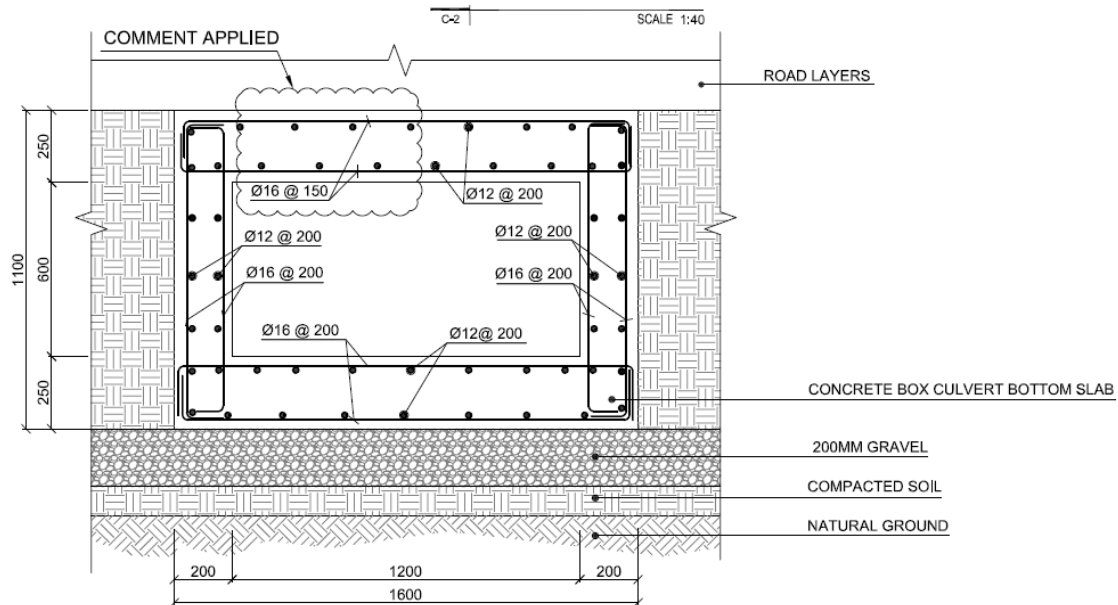 C-2
SCALE 1:40
COMMENT APPLIED
ROAD LAYERS
250
Ø16 @ 150
Ø12 @ 200
Ø12 @ 200
Ø12 @ 200
1100
600
Ø16 @ 200
Ø16 @ 200
Ø16 @ 200
Ø12@ 200
250
CONCRETE BOX CULVERT BOTTOM SLAB
200MM GRAVEL
COMPACTED SOIL
NATURAL GROUND
200
1200
200
1600